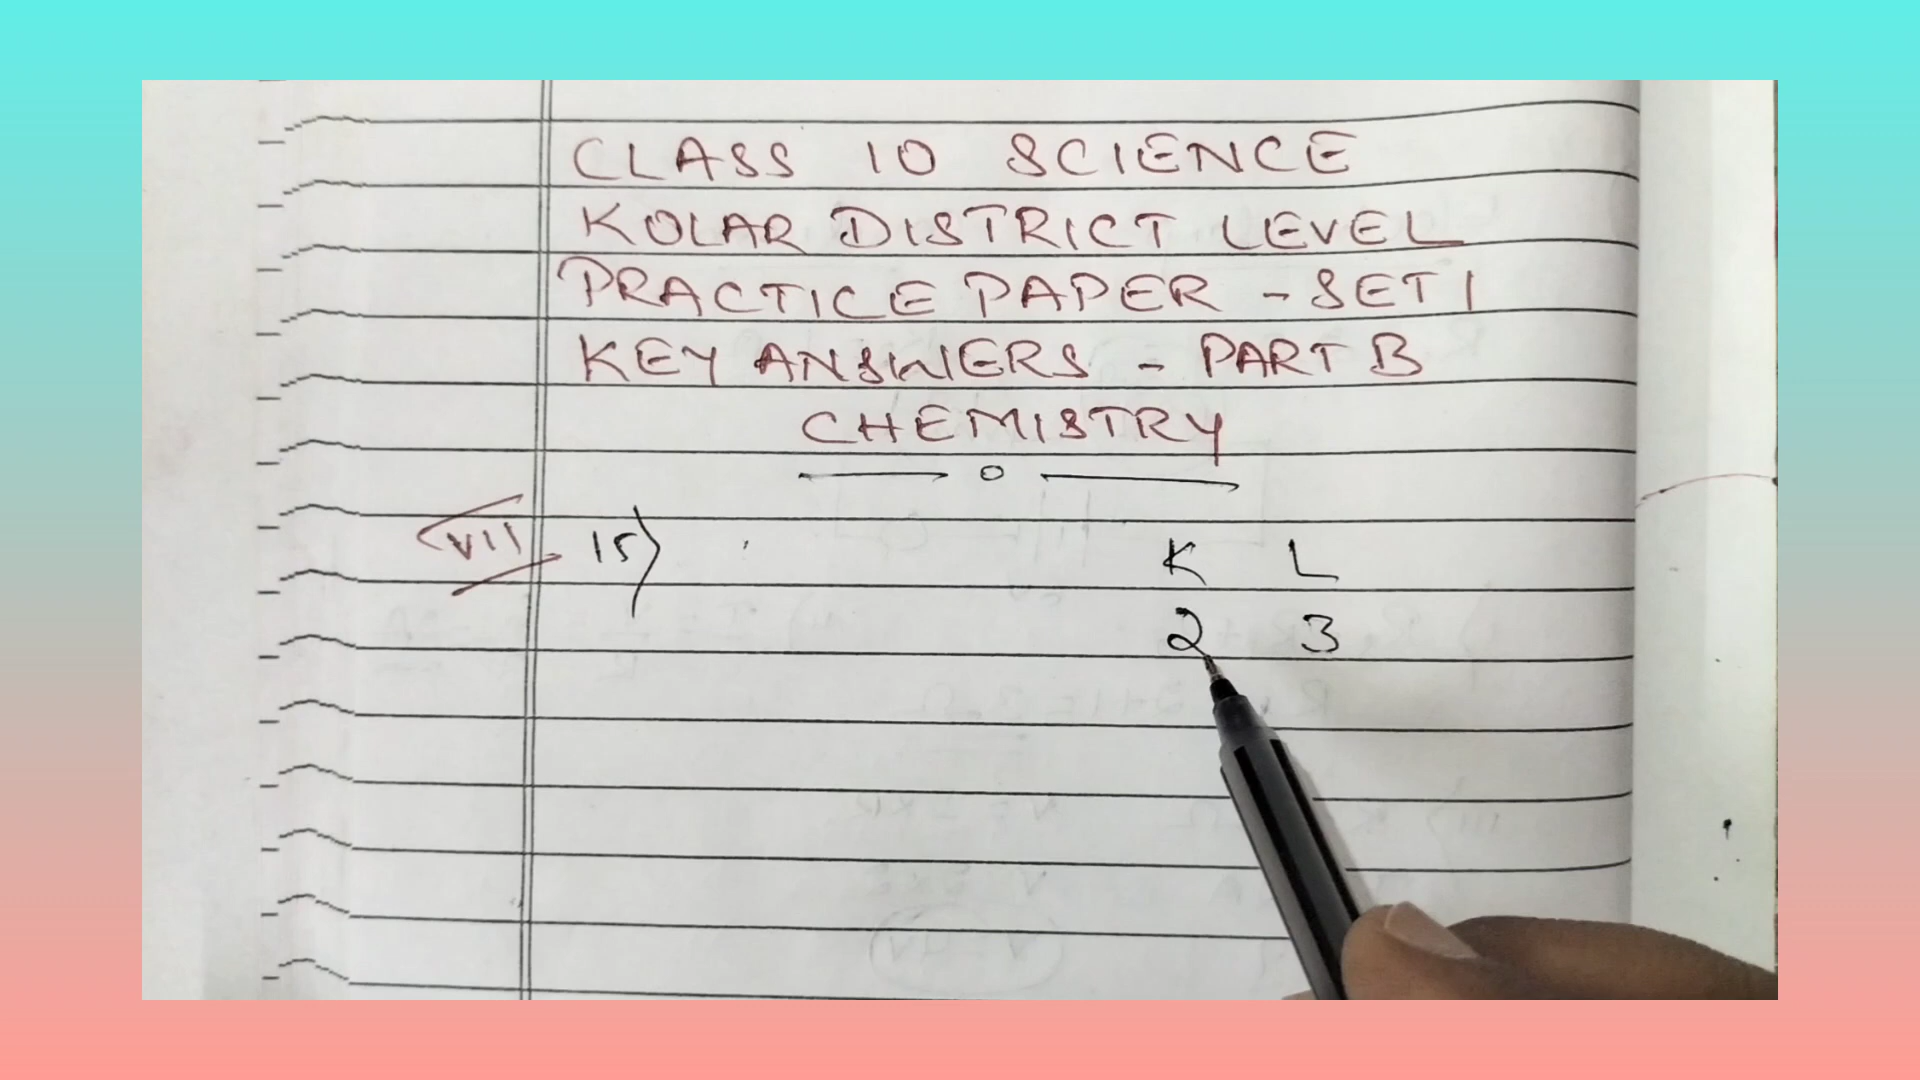 CLASS 10 SCIENCE
KOLAR DISTRICT LEVEL
PRACTICE PAPER - SET 1
KEY ANSWERS - PART B
CHEMISTRY
VII 15) K L
2 3